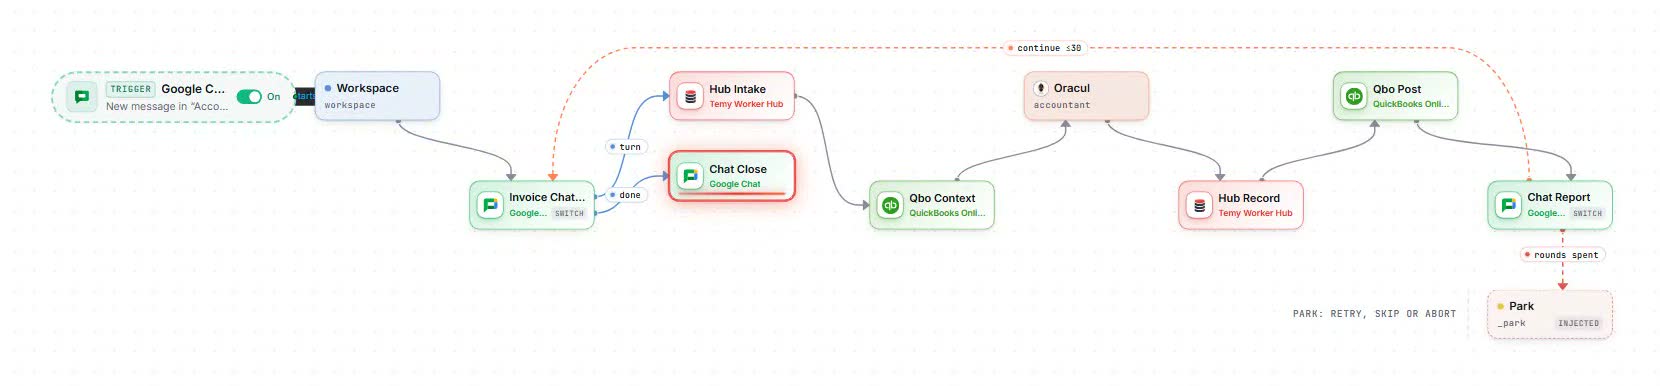 continue ≤30
TRIGGER Google C...
New message in "Acco...
On
Workspace
workspace
Hub Intake
Temy Worker Hub
Oracul
accountant
Qbo Post
QuickBooks Onli...
turn
Chat Close
Google Chat
done
Invoice Chat...
Google... SWITCH
Qbo Context
QuickBooks Onli...
Hub Record
Temy Worker Hub
Chat Report
Google... SWITCH
rounds spent
PARK: RETRY, SKIP OR ABORT
Park
_park INJECTED